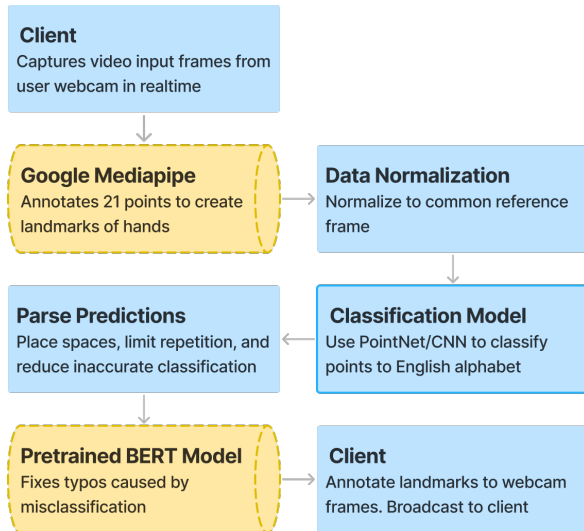 Client
Captures video input frames from
user webcam in realtime
Google Mediapipe
Annotates 21 points to create
landmarks of hands
Data Normalization
Normalize to common reference
frame
Classification Model
Use PointNet/CNN to classify
points to English alphabet
Parse Predictions
Place spaces, limit repetition, and
reduce inaccurate classification
Pretrained BERT Model
Fixes typos caused by
misclassification
Client
Annotate landmarks to webcam
frames. Broadcast to client